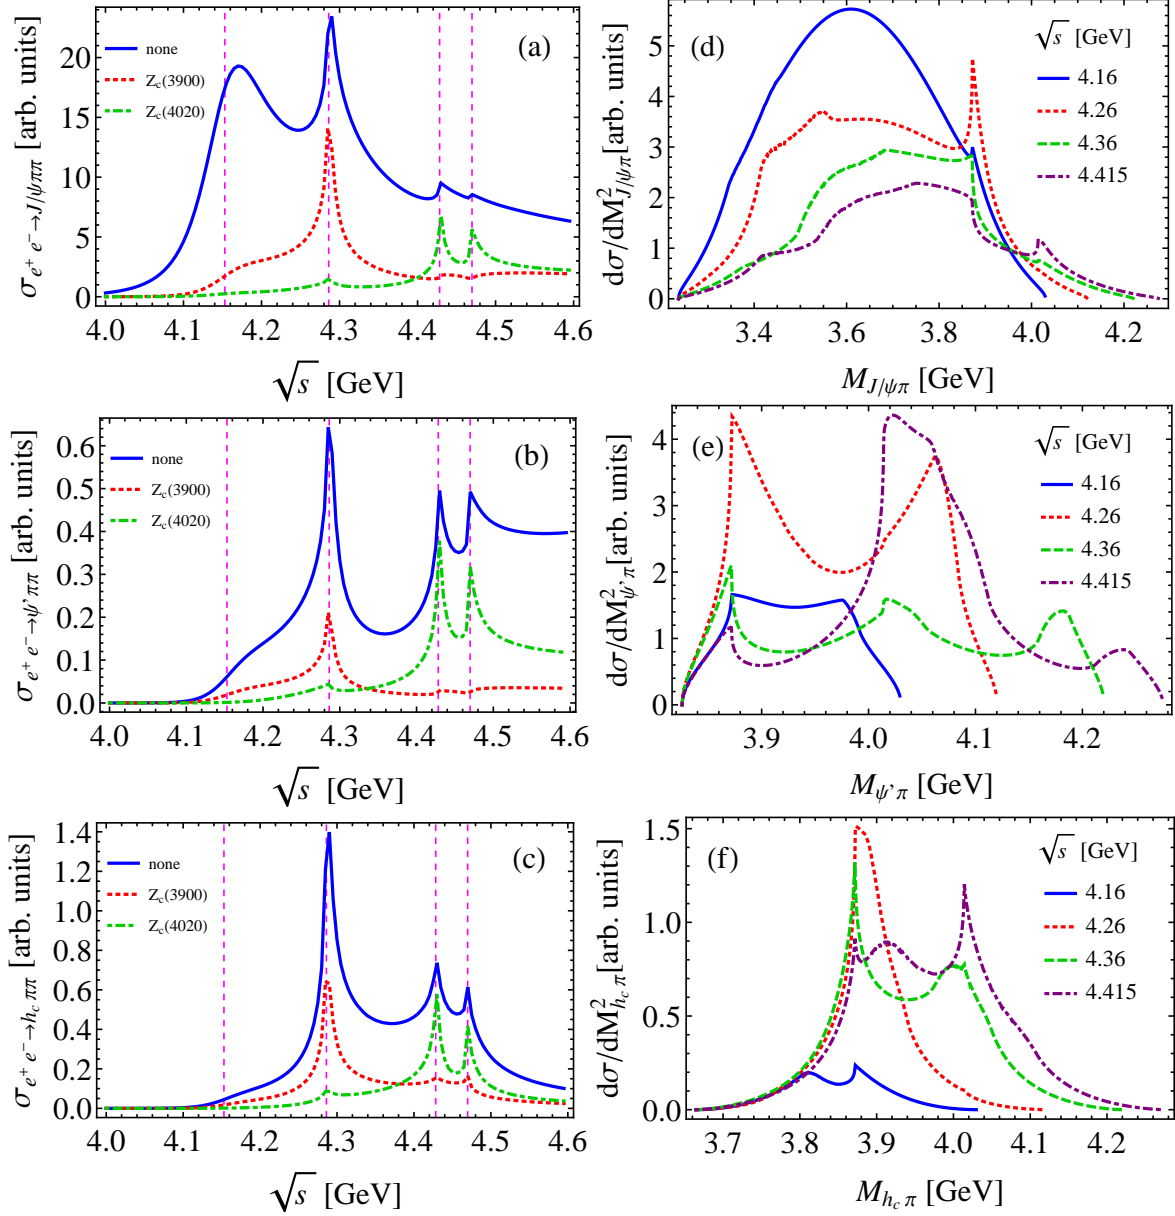 (a)
none
Z_c(3900)
Z_c(4020)
σ_{e⁺ e⁻→J/ψππ} [arb. units]
0 5 10 15 20
4.0 4.1 4.2 4.3 4.4 4.5 4.6
√s [GeV]
(d)
√s [GeV]
4.16
4.26
4.36
4.415
dσ/dM²_{J/ψπ}[arb. units]
0 1 2 3 4 5
3.4 3.6 3.8 4.0 4.2
M_{J/ψπ} [GeV]
(b)
none
Z_c(3900)
Z_c(4020)
σ_{e⁺ e⁻→ψ'ππ} [arb. units]
0.0 0.1 0.2 0.3 0.4 0.5 0.6
4.0 4.1 4.2 4.3 4.4 4.5 4.6
√s [GeV]
(e)
√s [GeV]
4.16
4.26
4.36
4.415
dσ/dM²_{ψ'π}[arb. units]
0 1 2 3 4
3.9 4.0 4.1 4.2
M_{ψ'π} [GeV]
(c)
none
Z_c(3900)
Z_c(4020)
σ_{e⁺ e⁻→h_c ππ} [arb. units]
0.0 0.2 0.4 0.6 0.8 1.0 1.2 1.4
4.0 4.1 4.2 4.3 4.4 4.5 4.6
√s [GeV]
(f)
√s [GeV]
4.16
4.26
4.36
4.415
dσ/dM²_{h_c π}[arb. units]
0.0 0.5 1.0 1.5
3.7 3.8 3.9 4.0 4.1 4.2
M_{h_c π} [GeV]